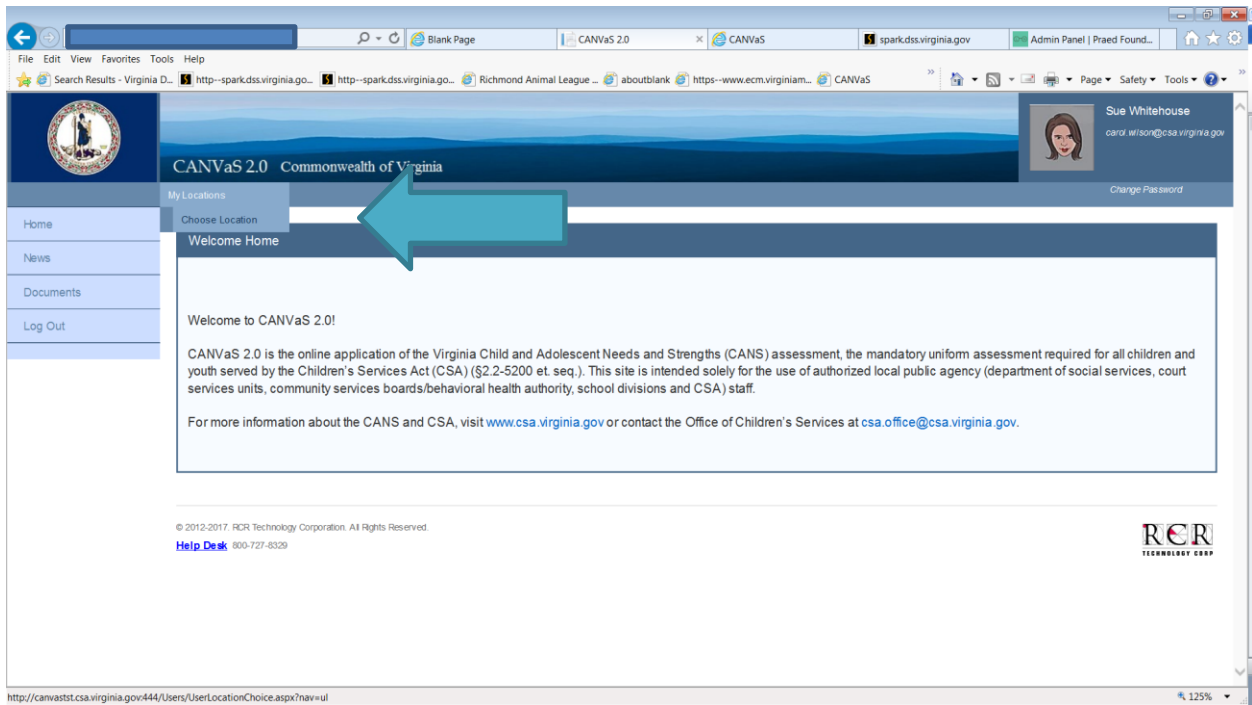 Blank Page
CANVaS 2.0
CANVaS
spark.dss.virginia.gov
Admin Panel | Praed Found...
File Edit View Favorites Tools Help
Search Results - Virginia D... http--spark.dss.virginia.go... http--spark.dss.virginia.go... Richmond Animal League ... aboutblank https--www.ecm.virginiam... CANVaS
Page Safety Tools
Sue Whitehouse
carol.wilson@csa.virginia.gov
CANVaS 2.0 Commonwealth of Virginia
My Locations
Change Password
Choose Location
Home
News
Documents
Log Out
Welcome Home
Welcome to CANVaS 2.0!
CANVaS 2.0 is the online application of the Virginia Child and Adolescent Needs and Strengths (CANS) assessment, the mandatory uniform assessment required for all children and
youth served by the Children's Services Act (CSA) (§2.2-5200 et. seq.). This site is intended solely for the use of authorized local public agency (department of social services, court
services units, community services boards/behavioral health authority, school divisions and CSA) staff.
For more information about the CANS and CSA, visit www.csa.virginia.gov or contact the Office of Children's Services at csa.office@csa.virginia.gov.
© 2012-2017. RCR Technology Corporation. All Rights Reserved.
Help Desk 800-727-8329
RCR
TECHNOLOGY CORP
http://canvastst.csa.virginia.gov:444/Users/UserLocationChoice.aspx?nav=ul
125%